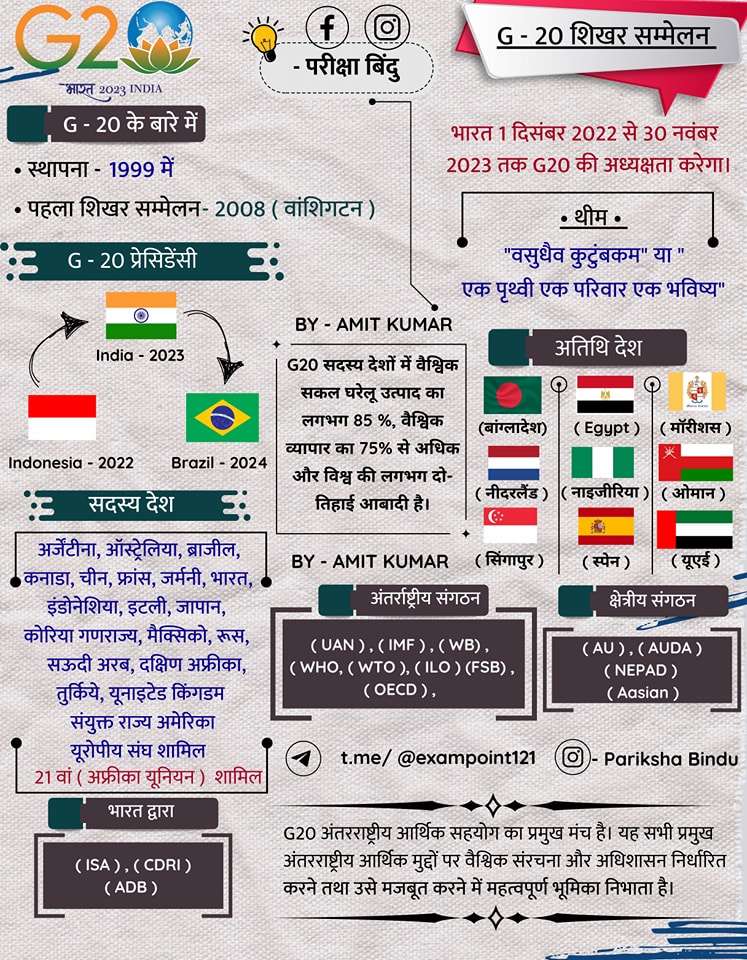 G20
भारत 2023 INDIA
- परीक्षा बिंदु
G - 20 शिखर सम्मेलन
G - 20 के बारे में
• स्थापना - 1999 में
• पहला शिखर सम्मेलन- 2008 ( वांशिगटन )
भारत 1 दिसंबर 2022 से 30 नवंबर
2023 तक G20 की अध्यक्षता करेगा।
• थीम •
"वसुधैव कुटुंबकम" या "
एक पृथ्वी एक परिवार एक भविष्य"
G - 20 प्रेसिडेंसी
India - 2023
Indonesia - 2022
Brazil - 2024
BY - AMIT KUMAR
G20 सदस्य देशों में वैश्विक
सकल घरेलू उत्पाद का
लगभग 85 %, वैश्विक
व्यापार का 75% से अधिक
और विश्व की लगभग दो-
तिहाई आबादी है।
BY - AMIT KUMAR
अतिथि देश
(बांग्लादेश)
( Egypt )
( मॉरीशस )
( नीदरलैंड )
( नाइजीरिया )
( ओमान )
( सिंगापुर )
( स्पेन )
( यूएई )
सदस्य देश
अर्जेंटीना, ऑस्ट्रेलिया, ब्राजील,
कनाडा, चीन, फ्रांस, जर्मनी, भारत,
इंडोनेशिया, इटली, जापान,
कोरिया गणराज्य, मैक्सिको, रूस,
सऊदी अरब, दक्षिण अफ्रीका,
तुर्किये, यूनाइटेड किंगडम
संयुक्त राज्य अमेरिका
यूरोपीय संघ शामिल
21 वां ( अफ्रीका यूनियन ) शामिल
अंतर्राष्ट्रीय संगठन
( UAN ) , ( IMF ) , ( WB) ,
( WHO, ( WTO ), ( ILO ) (FSB) ,
( OECD ) ,
क्षेत्रीय संगठन
( AU ) , ( AUDA )
( NEPAD )
( Aasian )
t.me/ @exampoint121
- Pariksha Bindu
भारत द्वारा
( ISA ) , ( CDRI )
( ADB )
G20 अंतरराष्ट्रीय आर्थिक सहयोग का प्रमुख मंच है। यह सभी प्रमुख
अंतरराष्ट्रीय आर्थिक मुद्दों पर वैश्विक संरचना और अधिशासन निर्धारित
करने तथा उसे मजबूत करने में महत्वपूर्ण भूमिका निभाता है।